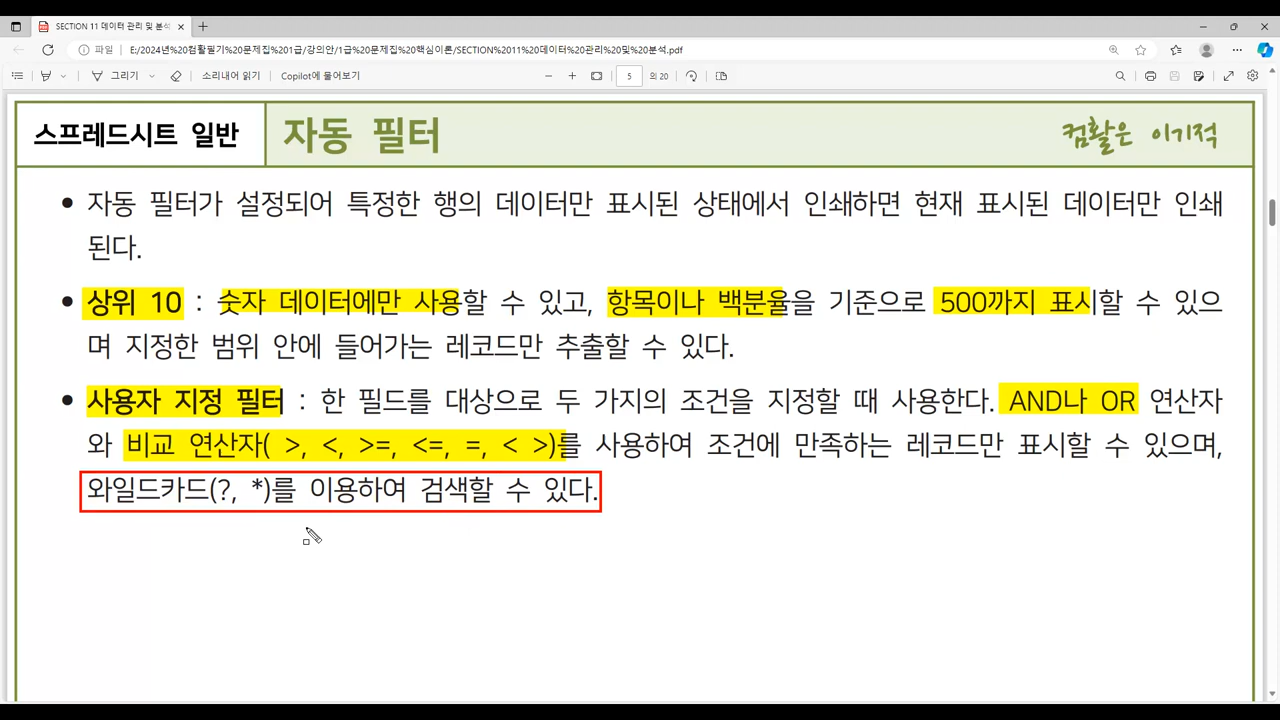 SECTION 11 데이터 관리 및 분석
파일 E:/2024년%20컴활필기%20문제집%201급/강의안/1급%20문제집%20핵심이론/SECTION%2011%20데이터%20관리%20및%20분석.pdf
그리기 소리내어 읽기 Copilot에 물어보기 5 의 20
스프레드시트 일반 자동 필터 컴활은 이기적
• 자동 필터가 설정되어 특정한 행의 데이터만 표시된 상태에서 인쇄하면 현재 표시된 데이터만 인쇄
된다.
• 상위 10 : 숫자 데이터에만 사용할 수 있고, 항목이나 백분율을 기준으로 500까지 표시할 수 있으
며 지정한 범위 안에 들어가는 레코드만 추출할 수 있다.
• 사용자 지정 필터 : 한 필드를 대상으로 두 가지의 조건을 지정할 때 사용한다. AND나 OR 연산자
와 비교 연산자( >, <, >=, <=, =, < >)를 사용하여 조건에 만족하는 레코드만 표시할 수 있으며,
와일드카드(?, *)를 이용하여 검색할 수 있다.